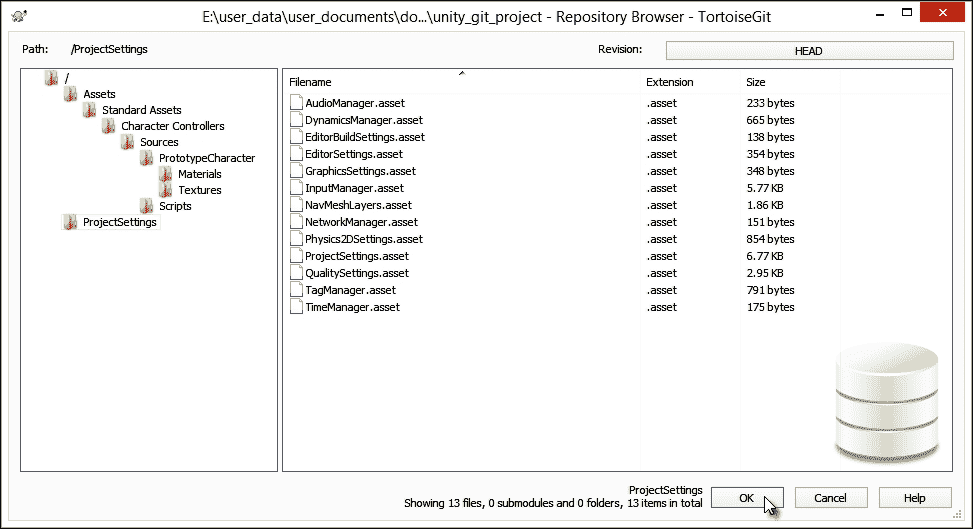 E:\user_data\user_documents\do...\unity_git_project - Repository Browser - TortoiseGit
Path: /ProjectSettings Revision: HEAD
/
Assets
Standard Assets
Character Controllers
Sources
PrototypeCharacter
Materials
Textures
Scripts
ProjectSettings
Filename Extension Size
AudioManager.asset .asset 233 bytes
DynamicsManager.asset .asset 665 bytes
EditorBuildSettings.asset .asset 138 bytes
EditorSettings.asset .asset 354 bytes
GraphicsSettings.asset .asset 348 bytes
InputManager.asset .asset 5.77 KB
NavMeshLayers.asset .asset 1.86 KB
NetworkManager.asset .asset 151 bytes
Physics2DSettings.asset .asset 854 bytes
ProjectSettings.asset .asset 6.77 KB
QualitySettings.asset .asset 2.95 KB
TagManager.asset .asset 791 bytes
TimeManager.asset .asset 175 bytes
ProjectSettings
Showing 13 files, 0 submodules and 0 folders, 13 items in total
OK Cancel Help